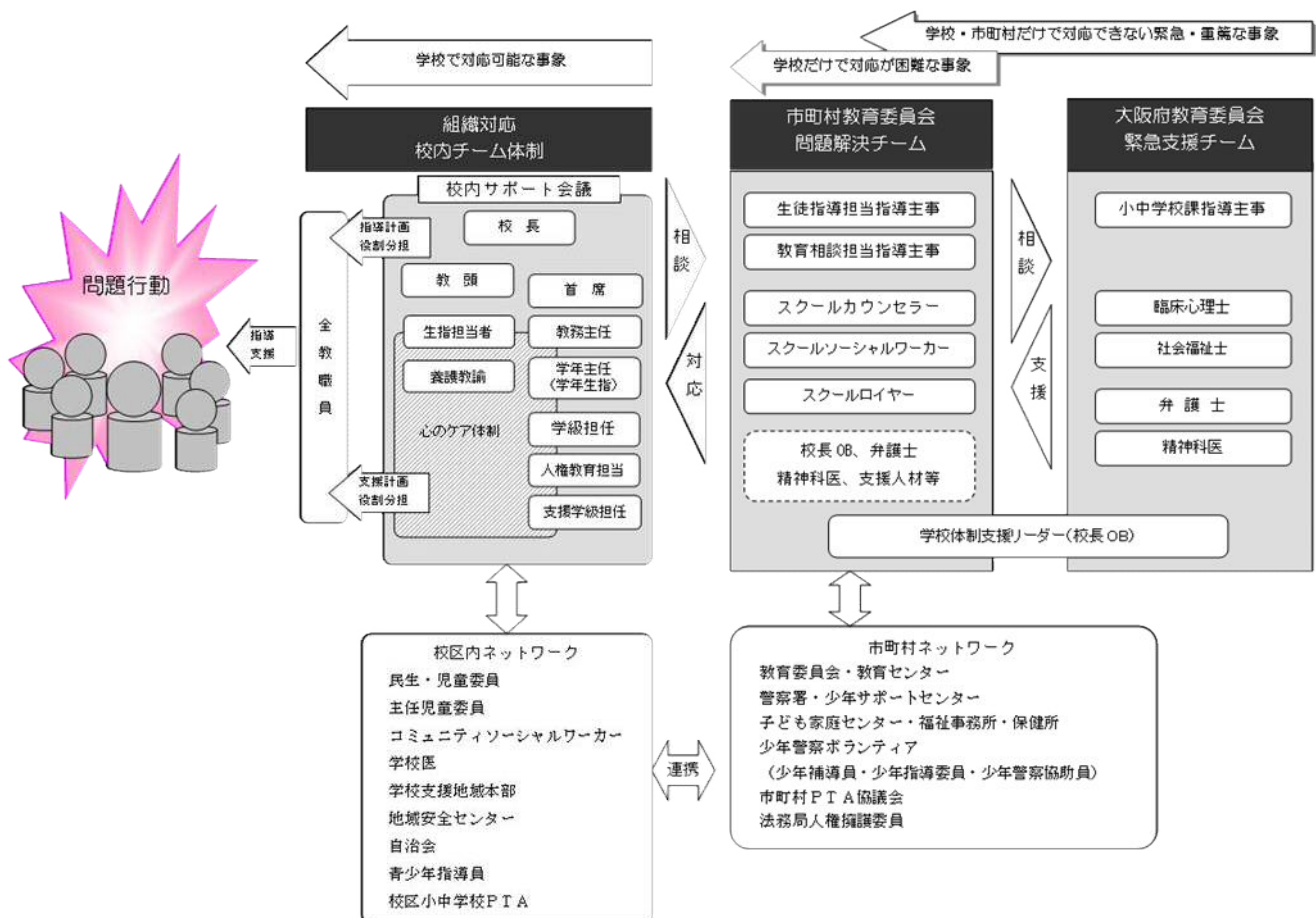 学校・市町村だけで対応できない緊急・重篤な事象
学校で対応可能な事象
学校だけで対応が困難な事象
組織対応
校内チーム体制
市町村教育委員会
問題解決チーム
大阪府教育委員会
緊急支援チーム
問題行動
指導
支援
全教職員
校内サポート会議
指導計画
役割分担
校 長
教 頭
首 席
生指担当者
教務主任
養護教諭
学年主任
(学年生指)
心のケア体制
学級担任
人権教育担当
支援計画
役割分担
支援学級担任
相談
対応
生徒指導担当指導主事
教育相談担当指導主事
スクールカウンセラー
スクールソーシャルワーカー
スクールロイヤー
校長OB、弁護士
精神科医、支援人材等
相談
支援
小中学校課指導主事
臨床心理士
社会福祉士
弁 護 士
精神科医
学校体制支援リーダー(校長OB)
校区内ネットワーク
民生・児童委員
主任児童委員
コミュニティソーシャルワーカー
学校医
学校支援地域本部
地域安全センター
自治会
青少年指導員
校区小中学校PTA
連携
市町村ネットワーク
教育委員会・教育センター
警察署・少年サポートセンター
子ども家庭センター・福祉事務所・保健所
少年警察ボランティア
(少年補導員・少年指導委員・少年警察協助員)
市町村PTA協議会
法務局人権擁護委員